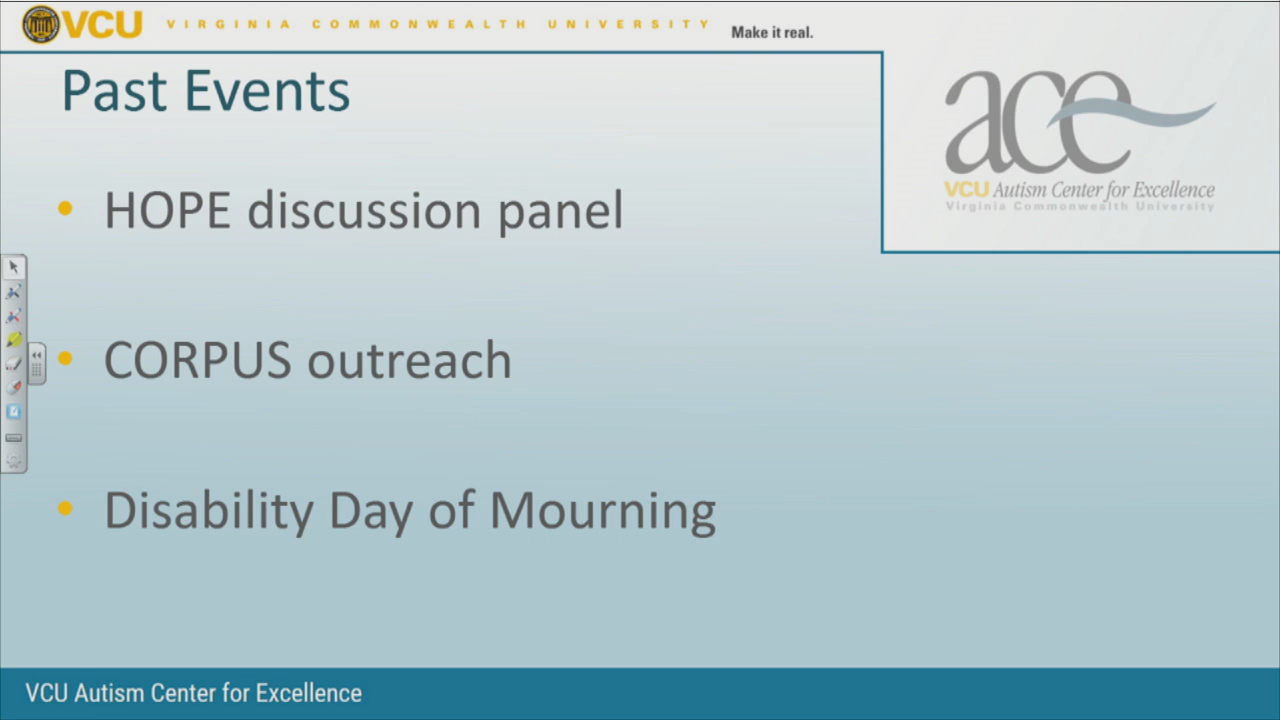 VCU VIRGINIA COMMONWEALTH UNIVERSITY Make it real.
Past Events
ace
VCU Autism Center for Excellence
Virginia Commonwealth University
• HOPE discussion panel
• CORPUS outreach
• Disability Day of Mourning
VCU Autism Center for Excellence